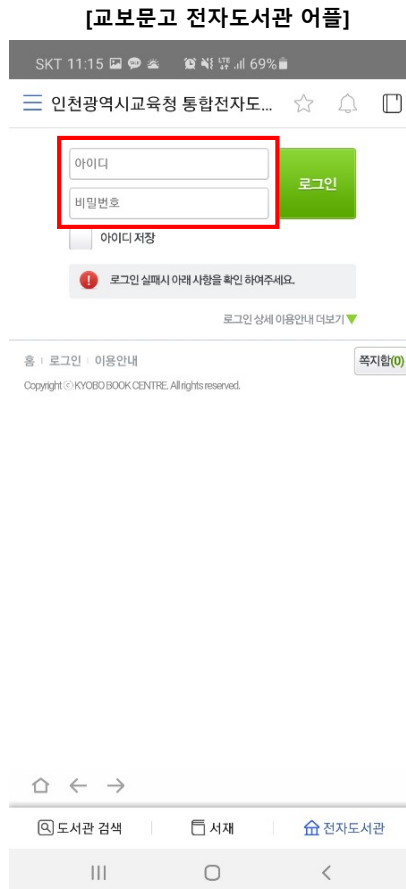 [교보문고 전자도서관 어플]
SKT 11:15 69%
인천광역시교육청 통합전자도...
아이디
비밀번호
로그인
아이디 저장
로그인 실패시 아래 사항을 확인 하여주세요.
로그인 상세 이용안내 더보기▼
홈 | 로그인 | 이용안내
쪽지함(0)
Copyright ⓒ KYOBO BOOK CENTRE. All rights reserved.
도서관 검색
서재
전자도서관